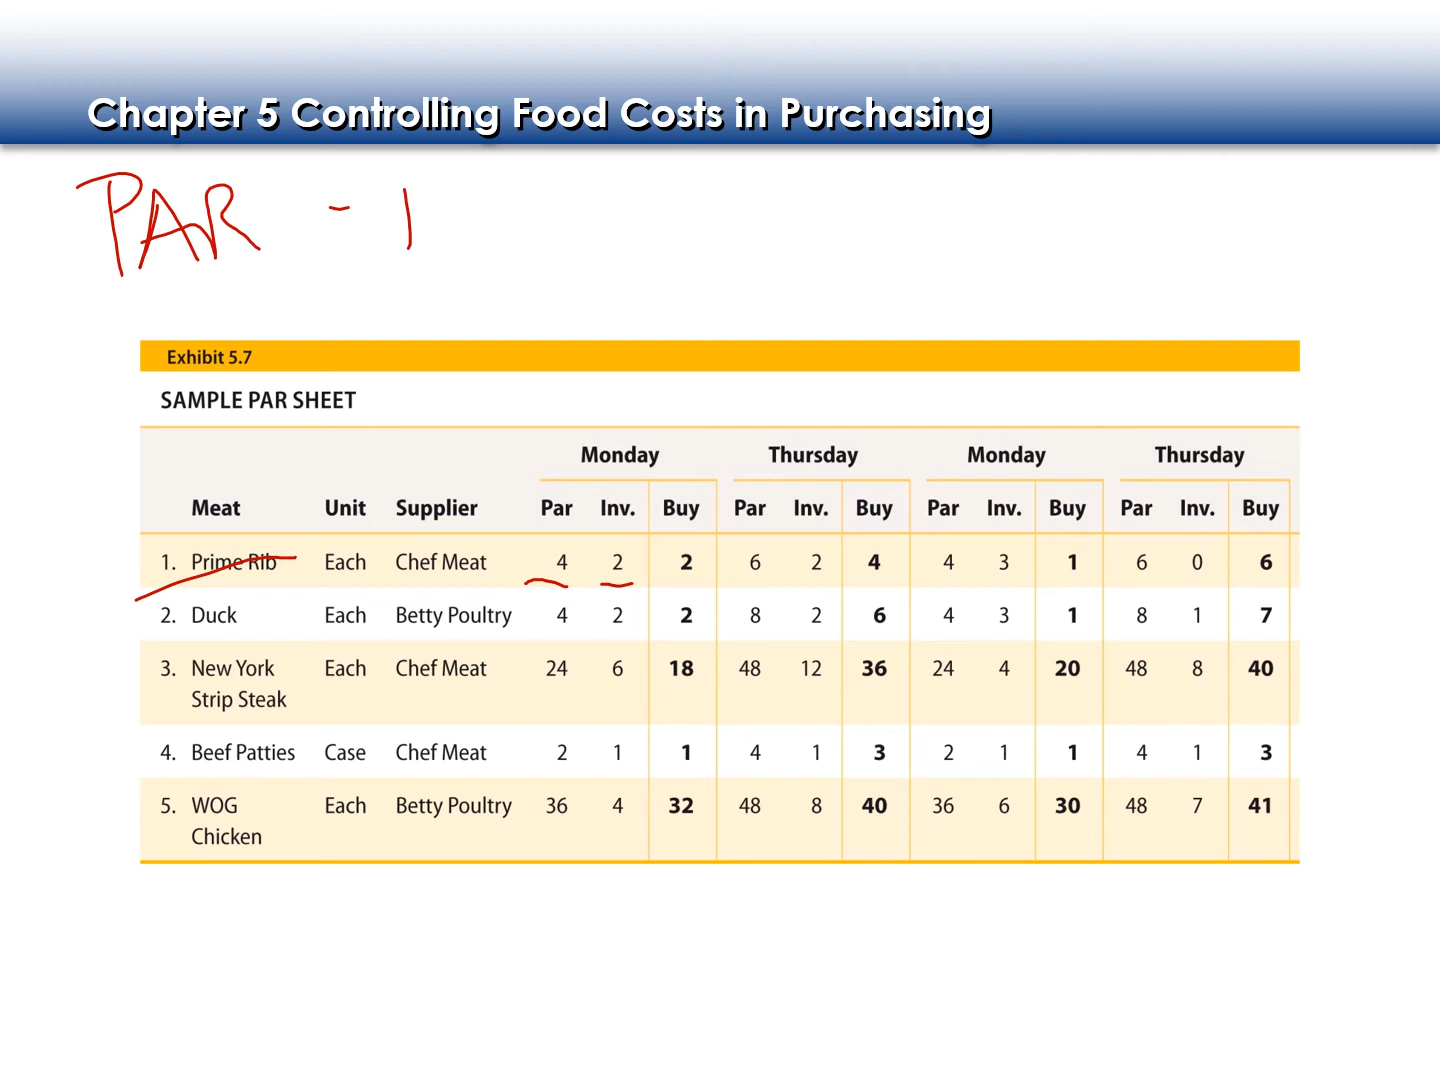 Chapter 5 Controlling Food Costs in Purchasing
PAR - I
Exhibit 5.7
SAMPLE PAR SHEET
Monday Thursday Monday Thursday
Meat Unit Supplier Par Inv. Buy Par Inv. Buy Par Inv. Buy Par Inv. Buy
1. Prime Rib Each Chef Meat 4 2 2 6 2 4 4 3 1 6 0 6
2. Duck Each Betty Poultry 4 2 2 8 2 6 4 3 1 8 1 7
3. New York Each Chef Meat 24 6 18 48 12 36 24 4 20 48 8 40
Strip Steak
4. Beef Patties Case Chef Meat 2 1 1 4 1 3 2 1 1 4 1 3
5. WOG Each Betty Poultry 36 4 32 48 8 40 36 6 30 48 7 41
Chicken